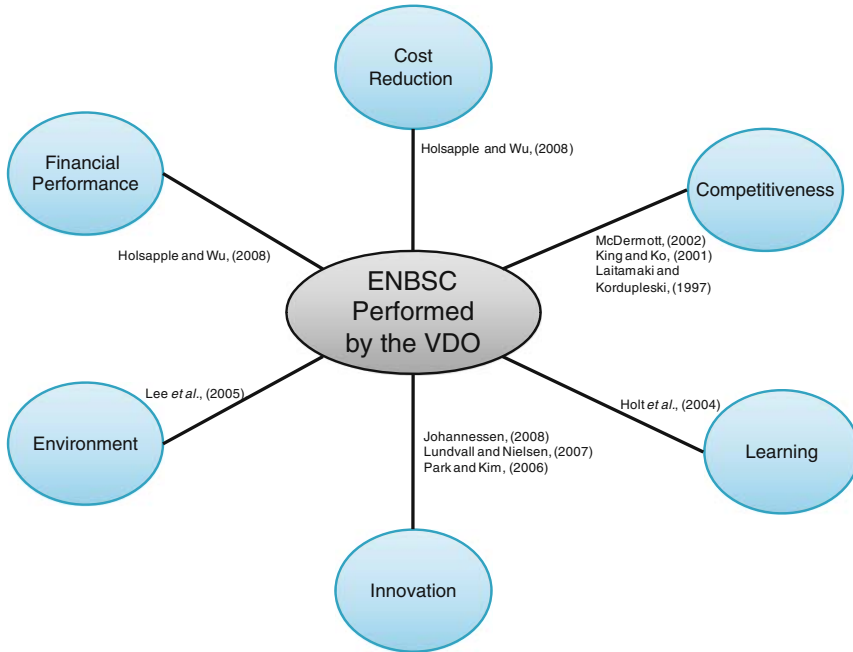 Cost
Reduction
Holsapple and Wu, (2008)
Financial
Performance
Holsapple and Wu, (2008)
Competitiveness
McDermott, (2002)
King and Ko, (2001)
Laitamaki and
Kordupleski, (1997)
ENBSC
Performed
by the VDO
Lee et al., (2005)
Environment
Holt et al., (2004)
Learning
Johannessen, (2008)
Lundvall and Nielsen, (2007)
Park and Kim, (2006)
Innovation